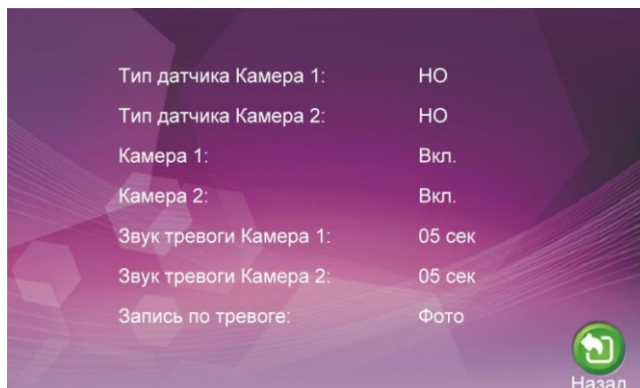 Тип датчика Камера 1: НО
Тип датчика Камера 2: НО
Камера 1: Вкл.
Камера 2: Вкл.
Звук тревоги Камера 1: 05 сек
Звук тревоги Камера 2: 05 сек
Запись по тревоге: Фото
Назад